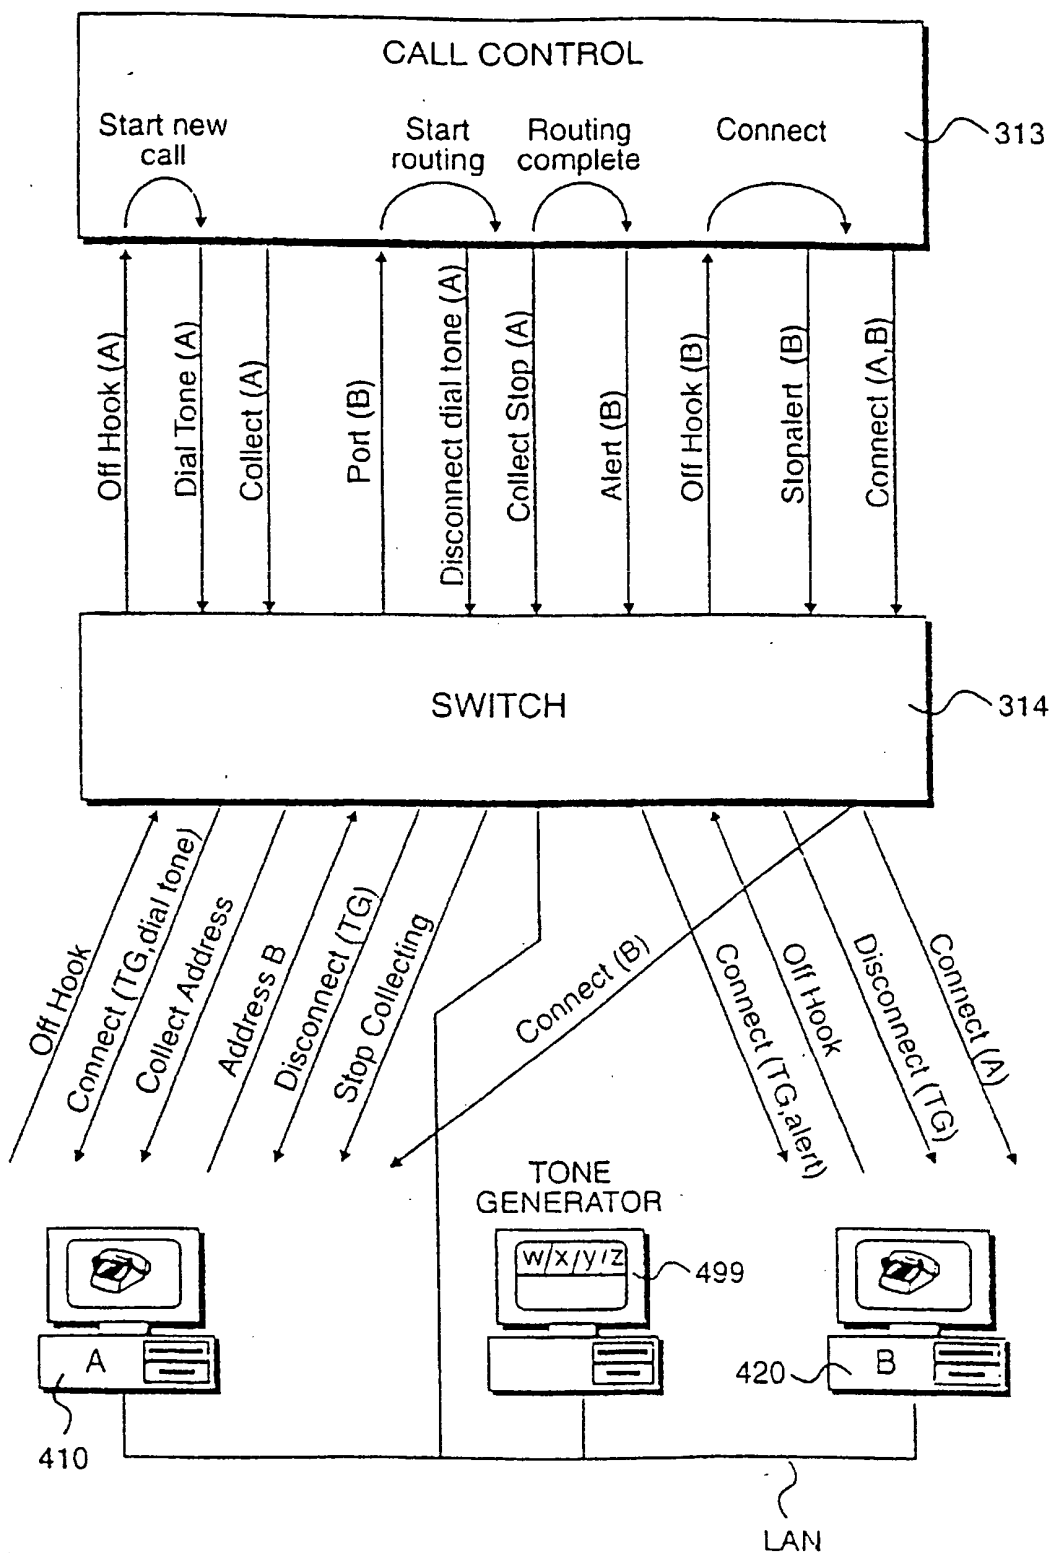 CALL CONTROL
Start new
call
Start
routing
Routing
complete
Connect
313
Off Hook (A)
Dial Tone (A)
Collect (A)
Port (B)
Disconnect dial tone (A)
Collect Stop (A)
Alert (B)
Off Hook (B)
Stopalert (B)
Connect (A,B)
SWITCH
314
Off Hook
Connect (TG,dial tone)
Collect Address
Address B
Disconnect (TG)
Stop Collecting
Connect (B)
Connect (TG,alert)
Off Hook
Disconnect (TG)
Connect (A)
TONE
GENERATOR
w/x/y/z
499
A
B
420
410
LAN